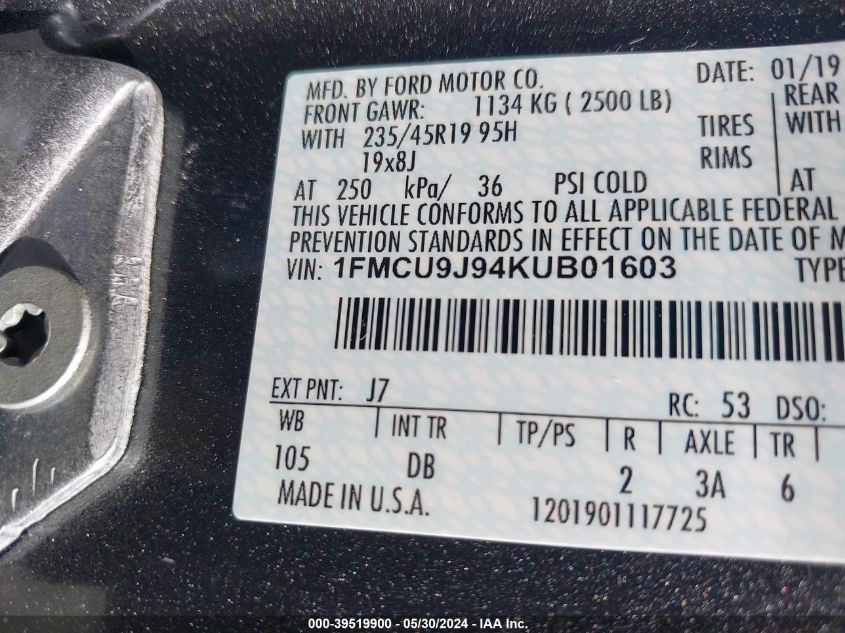 MFD. BY FORD MOTOR CO. DATE: 01/19
FRONT GAWR: 1134 KG ( 2500 LB) REAR
WITH 235/45R19 95H TIRES WITH
19x8J RIMS
AT 250 kPa/ 36 PSI COLD AT
THIS VEHICLE CONFORMS TO ALL APPLICABLE FEDERAL
PREVENTION STANDARDS IN EFFECT ON THE DATE OF M
VIN: 1FMCU9J94KUB01603 TYPE
EXT PNT: J7 RC: 53 DSO:
WB INT TR TP/PS R AXLE TR
105 DB 2 3A 6
MADE IN U.S.A. 1201901117725
000-39519900 - 05/30/2024 - IAA Inc.